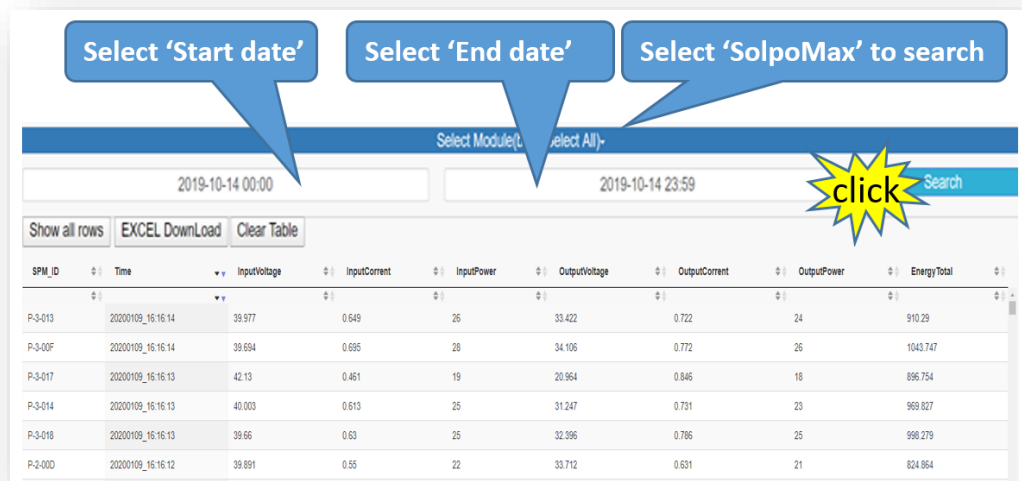 Select ‘Start date’
Select ‘End date’
Select ‘SolpoMax’ to search
Select Module( elect All)
2019-10-14 00:00
2019-10-14 23:59
click
Search
Show all rows EXCEL DownLoad Clear Table
SPM_ID Time InputVoltage InputCorrent InputPower OutputVoltage OutputCorrent OutputPower EnergyTotal
P-3-013 20200109_16:16:14 39.977 0.649 26 33.422 0.722 24 910.29
P-3-00F 20200109_16:16:14 39.694 0.695 28 34.106 0.772 26 1043.747
P-3-017 20200109_16:16:13 42.13 0.461 19 20.964 0.846 18 896.754
P-3-014 20200109_16:16:13 40.003 0.613 25 31.247 0.731 23 969.827
P-3-018 20200109_16:16:13 39.66 0.63 25 32.396 0.786 25 998.279
P-2-00D 20200109_16:16:12 39.891 0.55 22 33.712 0.631 21 824.864